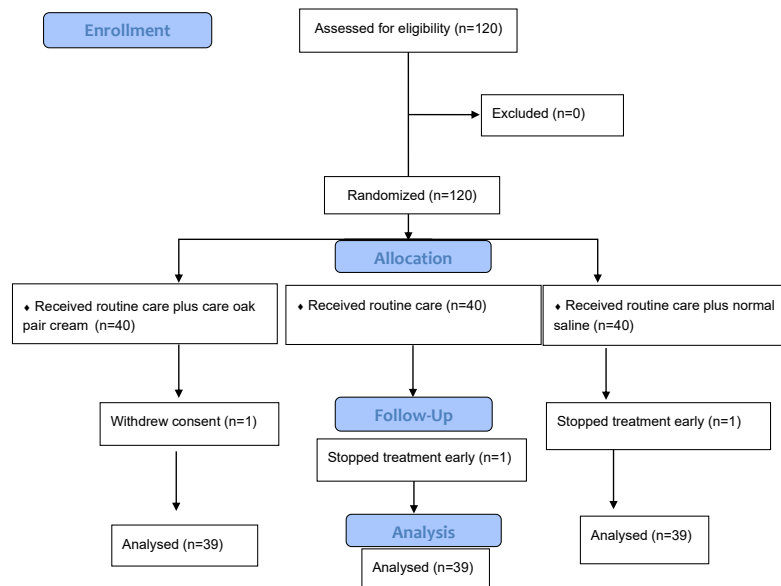 Enrollment
Assessed for eligibility (n=120)
Excluded (n=0)
Randomized (n=120)
Allocation
♦ Received routine care plus care oak
pair cream (n=40)
♦ Received routine care (n=40)
♦ Received routine care plus normal
saline (n=40)
Withdrew consent (n=1)
Follow-Up
Stopped treatment early (n=1)
Stopped treatment early (n=1)
Analysed (n=39)
Analysis
Analysed (n=39)
Analysed (n=39)